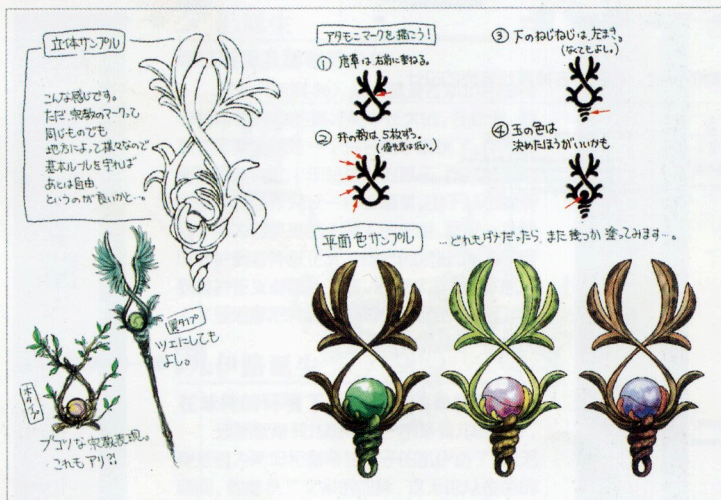 立体サンプル
こんな感じです。
ただ、宗教のマークって
同じものでも
地方によって様々なので
基本ルールを守れば
あとは自由
というのが良いかと…。
アタモニマークを描こう!
① 唐草は、右前に重ねる。
② 珠の数は、5枚ずつ。
(優先度は低い。)
③ 下のねじねじは、左まき。
(なくてもよし。)
④ 玉の色は
決めたほうがいいかも
平面色サンプル
…どれもダメだったら、また幾つか塗ってみます…。
翼タイプ
ツエにしても
よし。
木タイプ
ブコツな宗教表現。
これもアリ?!